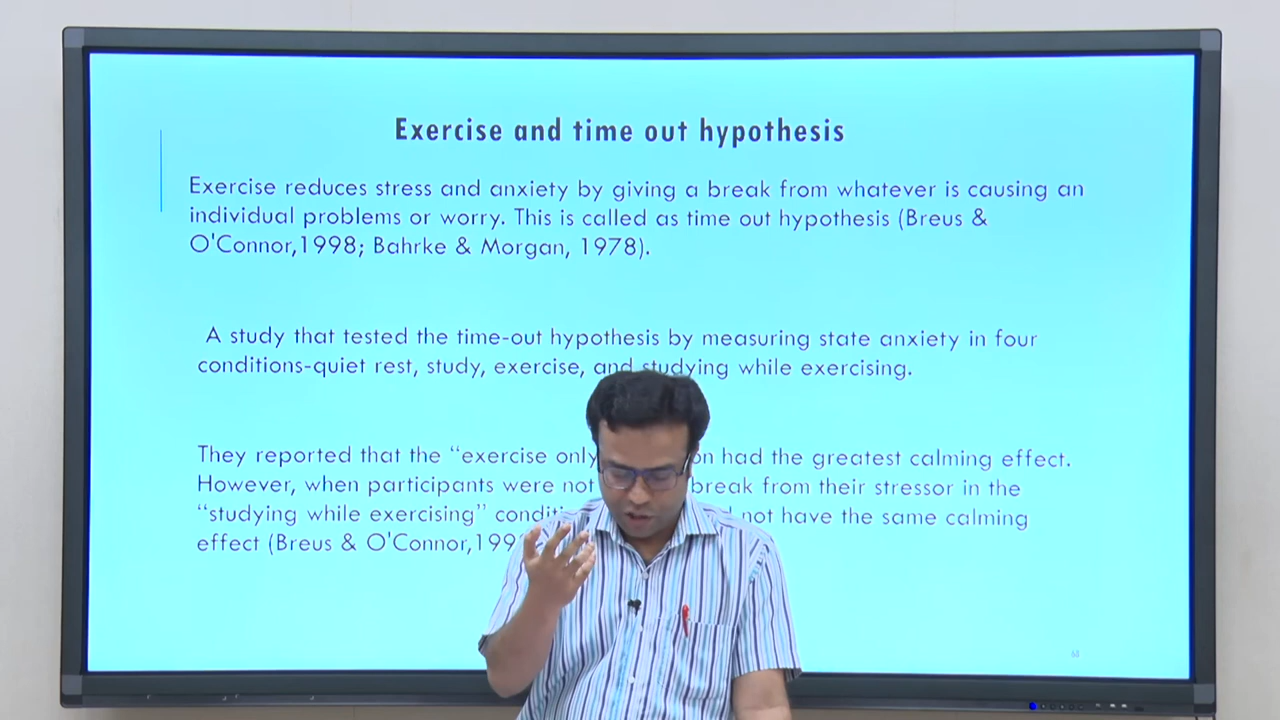 Exercise and time out hypothesis
Exercise reduces stress and anxiety by giving a break from whatever is causing an
individual problems or worry. This is called as time out hypothesis (Breus &
O'Connor,1998; Bahrke & Morgan, 1978).
A study that tested the time-out hypothesis by measuring state anxiety in four
conditions-quiet rest, study, exercise, and studying while exercising.
They reported that the “exercise only had the greatest calming effect.
However, when participants were not break from their stressor in the
“studying while exercising” not have the same calming
effect (Breus & O'Connor,